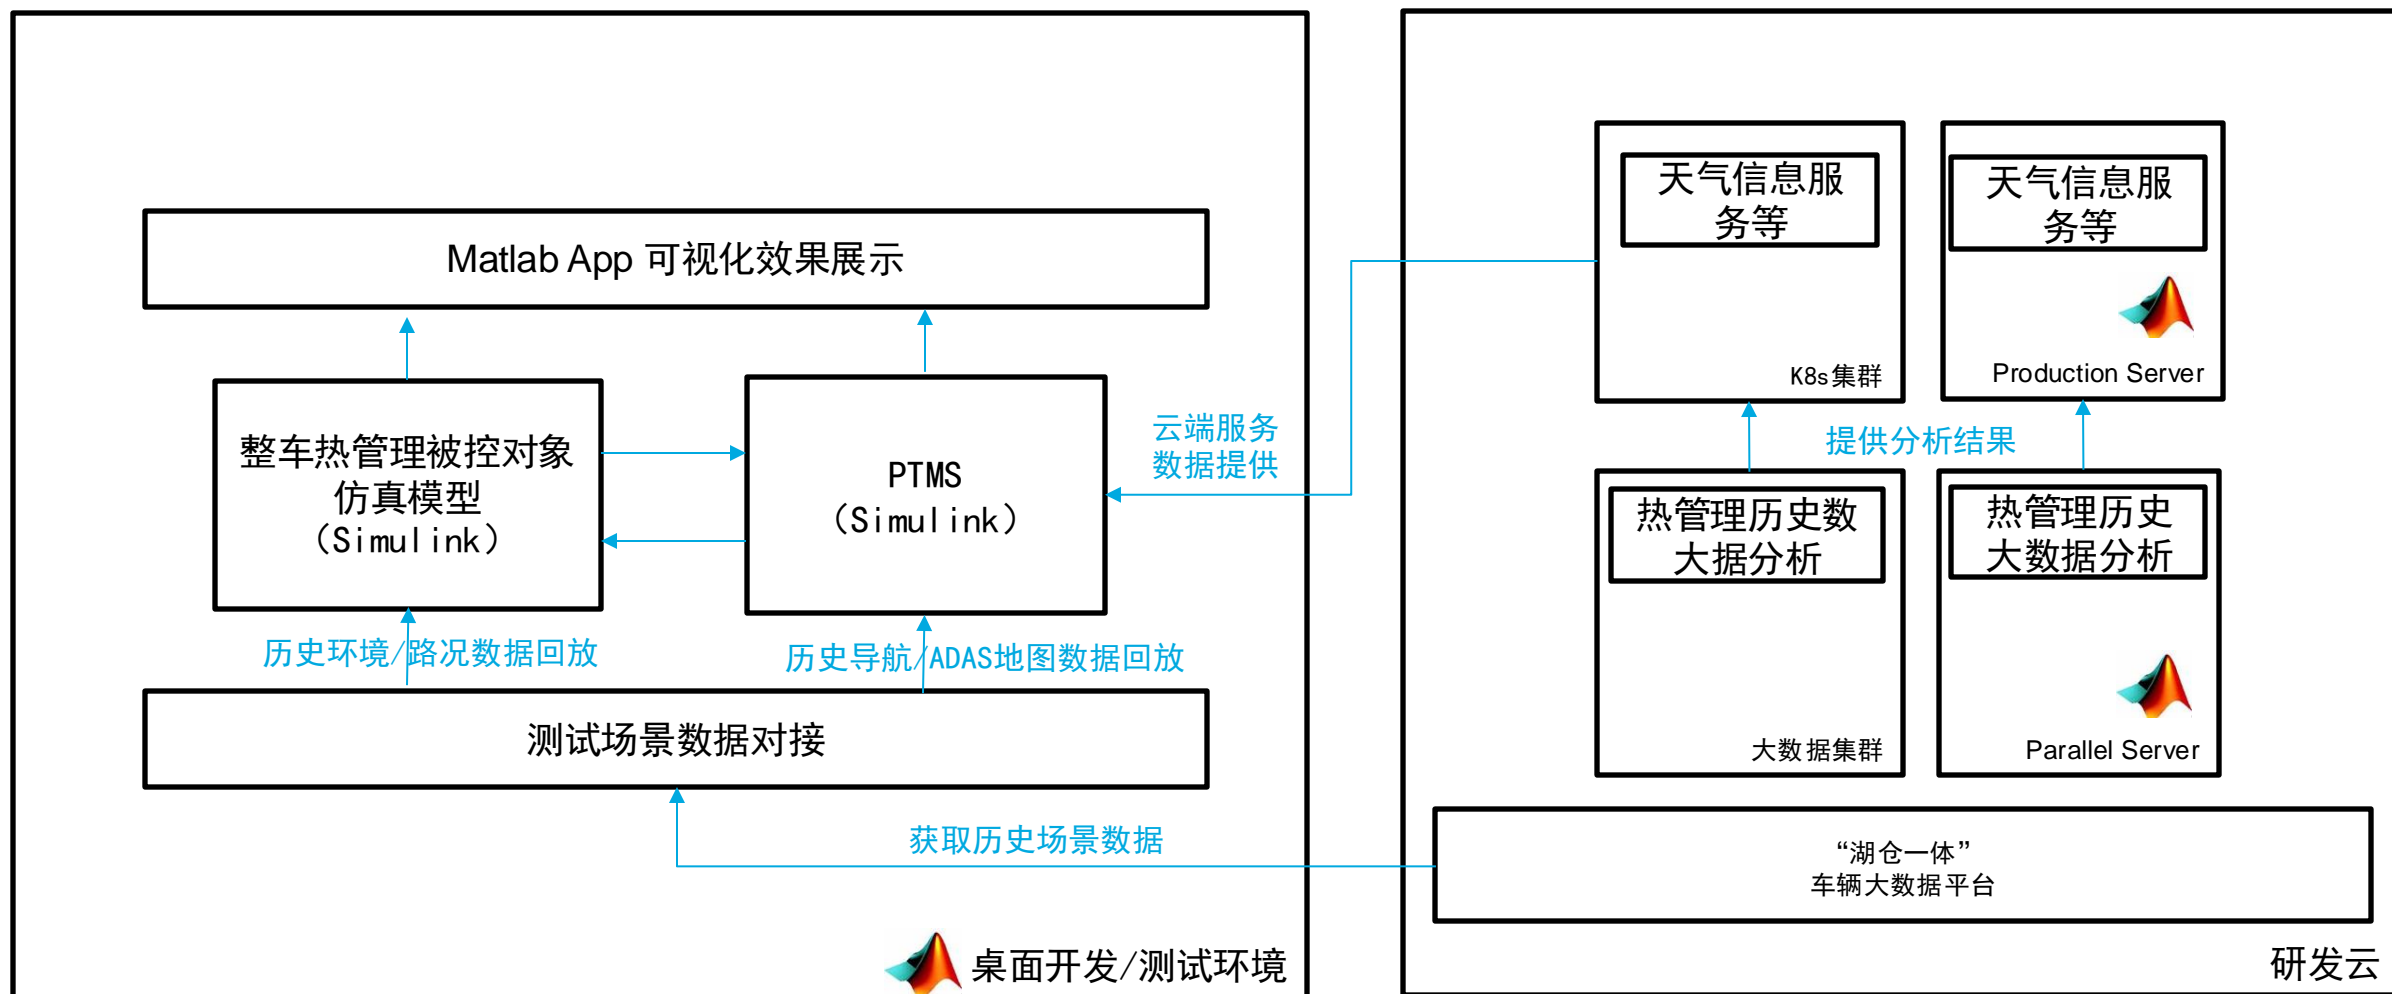 Matlab App 可视化效果展示
整车热管理被控对象
仿真模型
（Simulink）
PTMS
（Simulink）
云端服务
数据提供
历史环境/路况数据回放
历史导航/ADAS地图数据回放
测试场景数据对接
获取历史场景数据
桌面开发/测试环境
天气信息服
务等
K8s集群
天气信息服
务等
Production Server
提供分析结果
热管理历史数
大据分析
大数据集群
热管理历史
大数据分析
Parallel Server
“湖仓一体”
车辆大数据平台
研发云